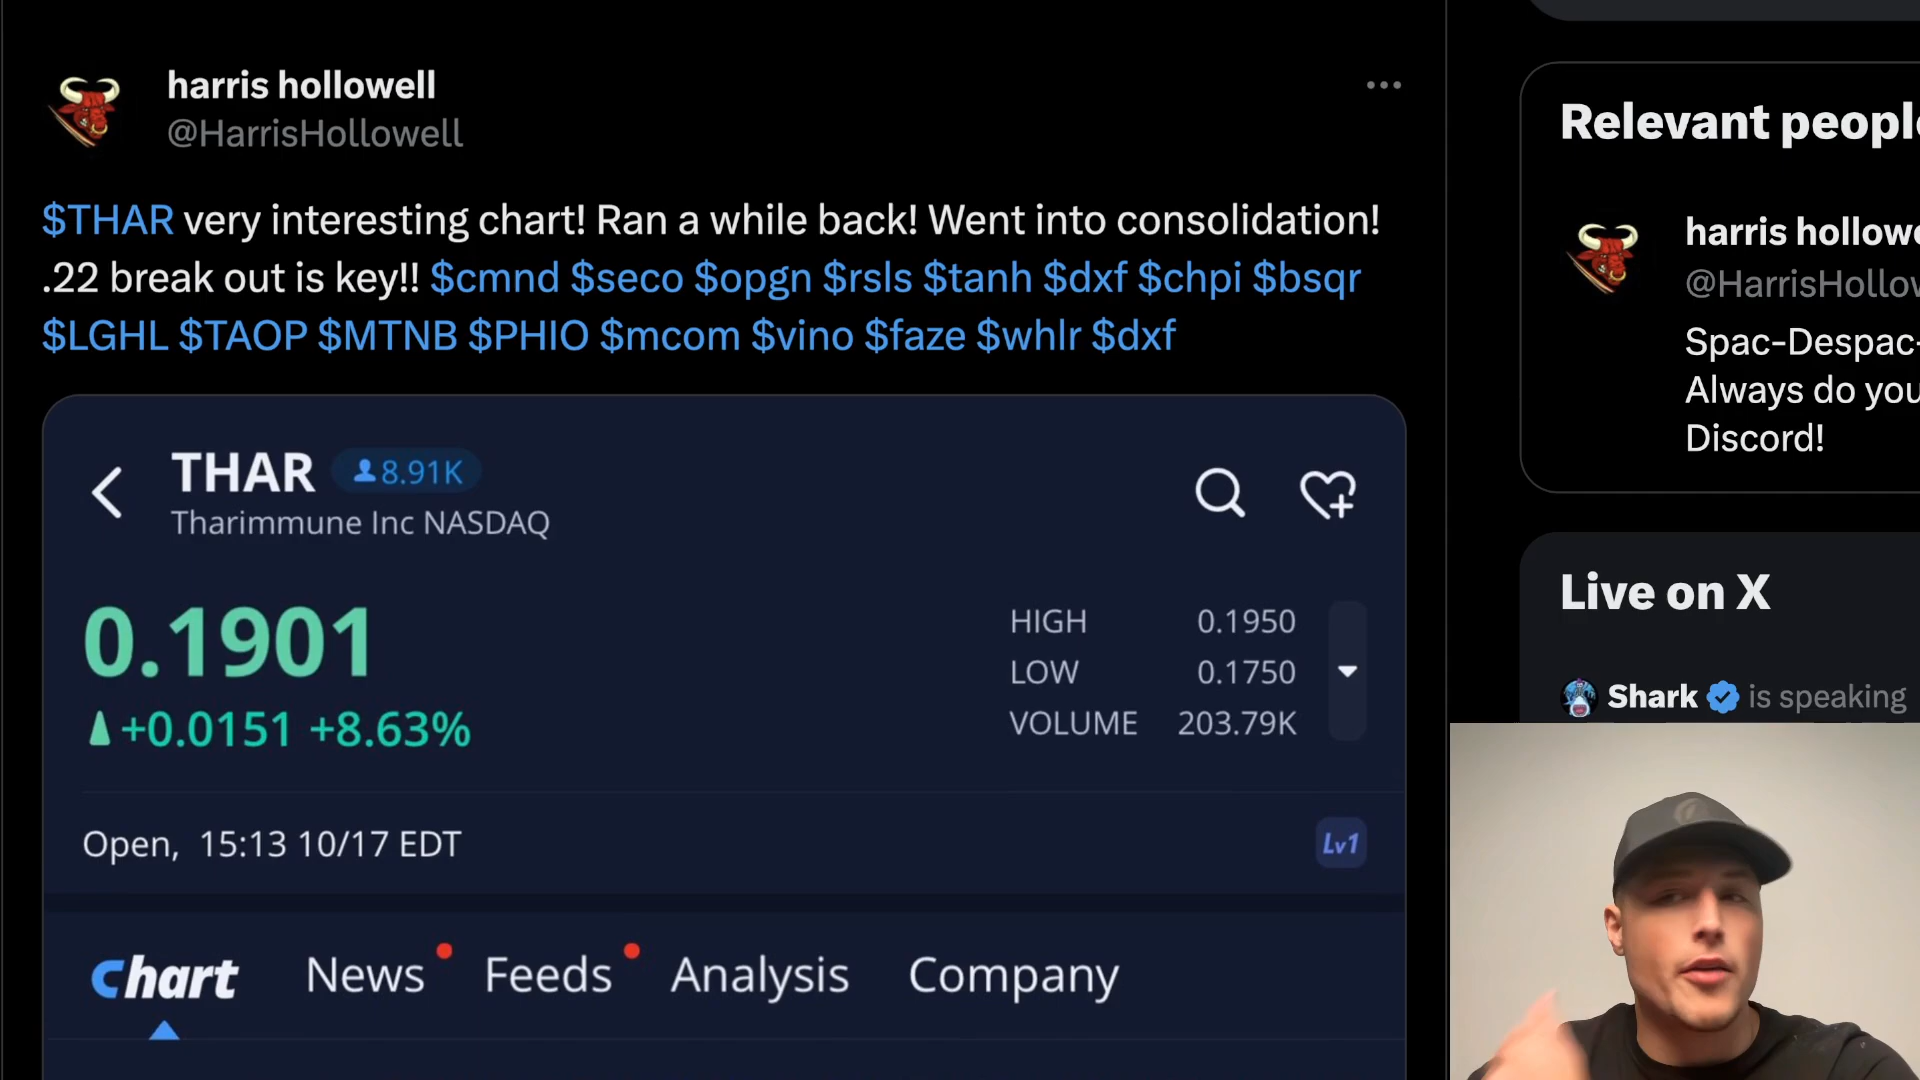 harris hollowell
@HarrisHollowell
$THAR very interesting chart! Ran a while back! Went into consolidation!
.22 break out is key!! $cmnd $seco $opgn $rsls $tanh $dxf $chpi $bsqr
$LGHL $TAOP $MTNB $PHIO $mcom $vino $faze $whlr $dxf
THAR 8.91K
Tharimmune Inc NASDAQ
0.1901
+0.0151 +8.63%
HIGH 0.1950
LOW 0.1750
VOLUME 203.79K
Open, 15:13 10/17 EDT
Lv1
Chart News Feeds Analysis Company
Relevant peopl
harris hollow
@HarrisHollow
Spac-Despac-
Always do you
Discord!
Live on X
Shark is speaking